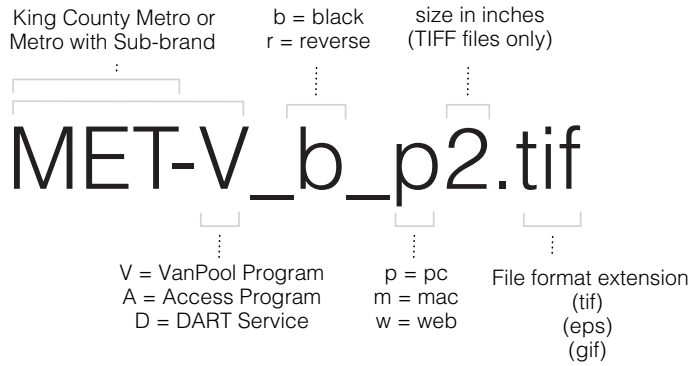 King County Metro or
Metro with Sub-brand
b = black
r = reverse
size in inches
(TIFF files only)
MET-V_b_p2.tif
V = VanPool Program
A = Access Program
D = DART Service
p = pc
m = mac
w = web
File format extension
(tif)
(eps)
(gif)